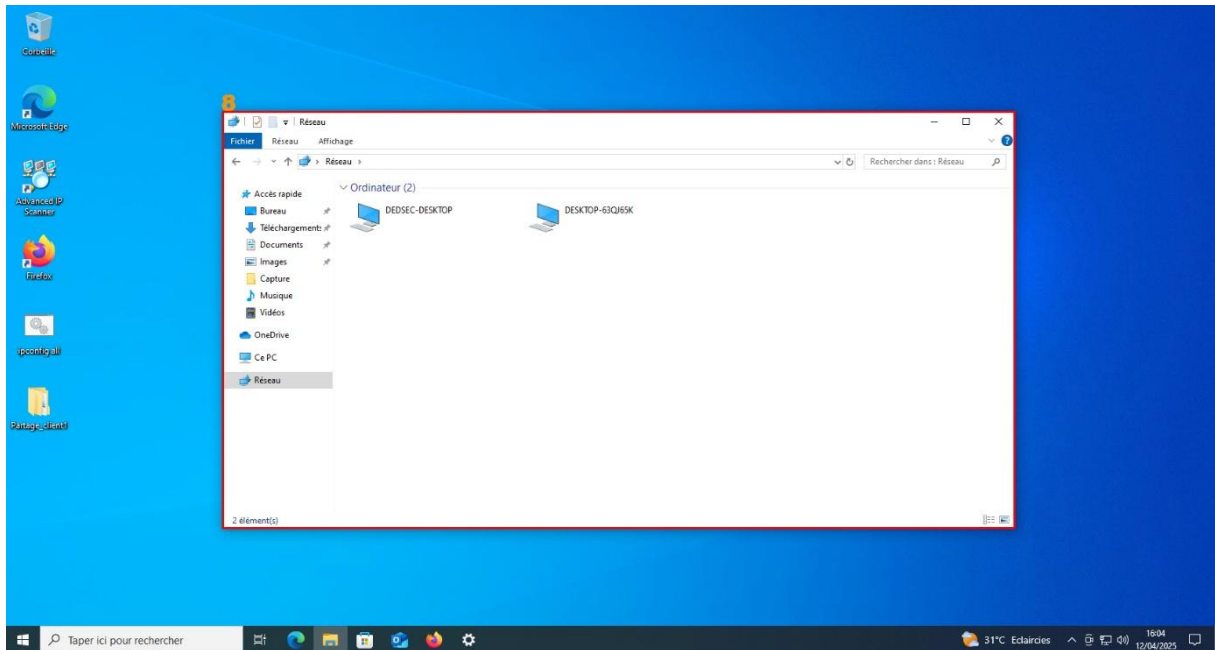 Corbeille
Microsoft Edge
Advanced IP
Scanner
Firefox
ipconfig all
Partage_client1
8
Réseau
Fichier Réseau Affichage
Réseau
Rechercher dans : Réseau
Accès rapide
Bureau
Téléchargements
Documents
Images
Capture
Musique
Vidéos
OneDrive
Ce PC
Réseau
Ordinateur (2)
DEDSEC-DESKTOP DESKTOP-63QJ65K
2 élément(s)
Taper ici pour rechercher
31°C Eclaircies
16:04
12/04/2025